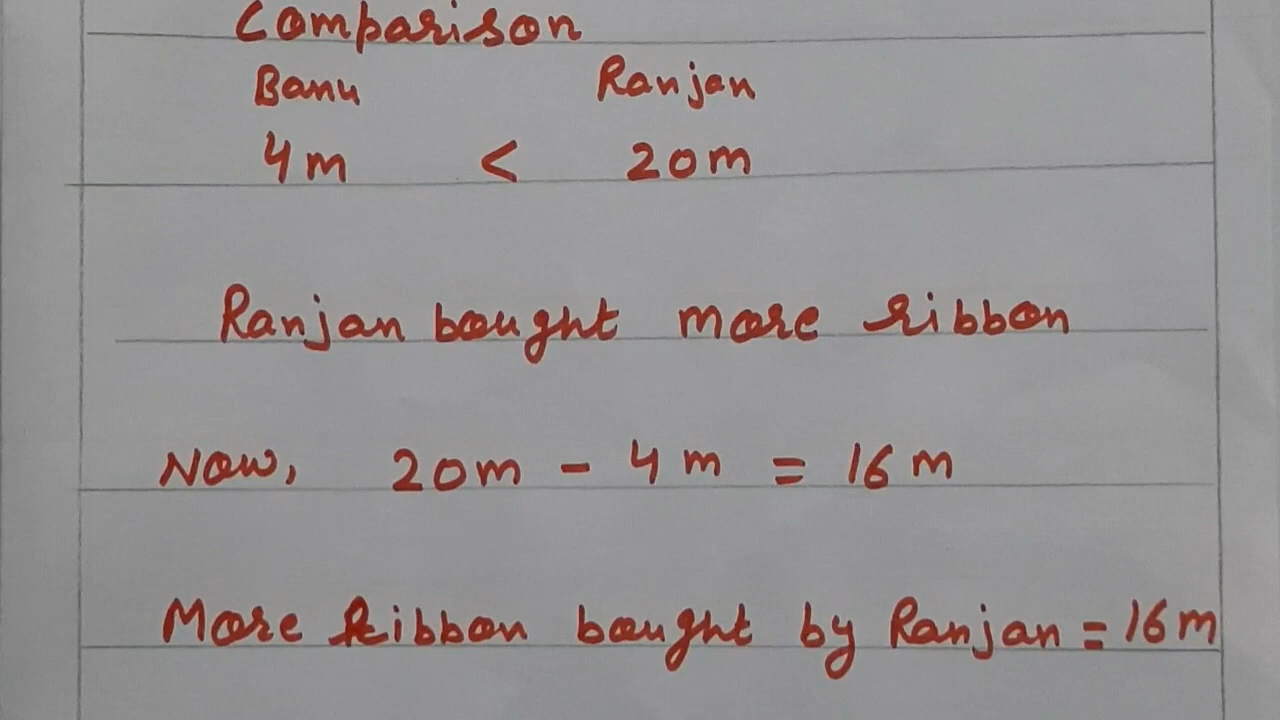 Comparison
Banu Ranjan
4m < 20m
Ranjan bought more ribbon
Now, 20m - 4m = 16m
More Ribbon bought by Ranjan = 16m